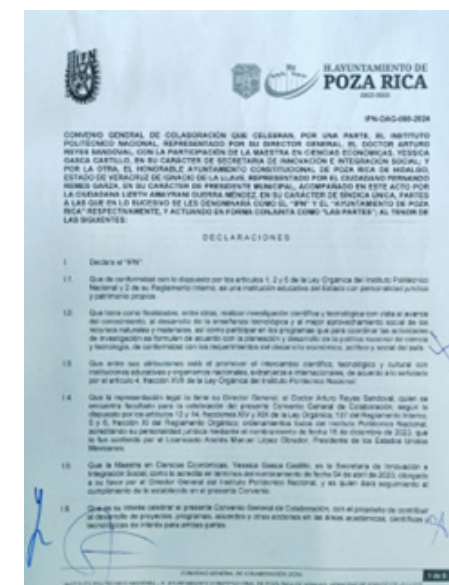 H. AYUNTAMIENTO DE
POZA RICA
2022-2025
IPN-OAG-085-2024
CONVENIO GENERAL DE COLABORACIÓN QUE CELEBRAN, POR UNA PARTE, EL INSTITUTO
POLITÉCNICO NACIONAL, REPRESENTADO POR SU DIRECTOR GENERAL, EL DOCTOR ARTURO
REYES SANDOVAL, CON LA PARTICIPACIÓN DE LA MAESTRA EN CIENCIAS ECONÓMICAS, YESSICA
GASCA CASTILLO, EN SU CARÁCTER DE SECRETARIA DE INNOVACIÓN E INTEGRACIÓN SOCIAL; Y
POR LA OTRA, EL HONORABLE AYUNTAMIENTO CONSTITUCIONAL DE POZA RICA DE HIDALGO,
ESTADO DE VERACRUZ DE IGNACIO DE LA LLAVE, REPRESENTADO POR EL CIUDADANO FERNANDO
REMES GARZA, EN SU CARÁCTER DE PRESIDENTE MUNICIPAL, ACOMPAÑADO EN ESTE ACTO POR
LA CIUDADANA LIZETH AMAYRANI GUERRA MÉNDEZ, EN SU CARÁCTER DE SÍNDICA ÚNICA, PARTES
A LAS QUE EN LO SUCESIVO SE LES DENOMINARÁ COMO EL "IPN" Y EL "AYUNTAMIENTO DE POZA
RICA" RESPECTIVAMENTE, Y ACTUANDO EN FORMA CONJUNTA COMO "LAS PARTES"; AL TENOR DE
LAS SIGUIENTES:
DECLARACIONES
I. Declara el "IPN":
I.1. Que de conformidad con lo dispuesto por los artículos 1, 2 y 6 de la Ley Orgánica del Instituto Politécnico
Nacional y 2 de su Reglamento Interno, es una institución educativa del Estado con personalidad jurídica
y patrimonio propios.
I.2. Que tiene como finalidades, entre otras, realizar investigación científica y tecnológica con vista al avance
del conocimiento, al desarrollo de la enseñanza tecnológica y al mejor aprovechamiento social de los
recursos naturales y materiales, así como participar en los programas que para coordinar las actividades
de investigación se formulen de acuerdo con la planeación y desarrollo de la política nacional de ciencia
y tecnología, de conformidad con los requerimientos del desarrollo económico, político y social del país.
I.3. Que entre sus atribuciones está el promover el intercambio científico, tecnológico y cultural con
instituciones educativas y organismos nacionales, extranjeros e internacionales, de acuerdo a lo señalado
por el artículo 4, fracción XVII de la Ley Orgánica del Instituto Politécnico Nacional.
I.4. Que la representación legal la tiene su Director General, el Doctor Arturo Reyes Sandoval, quien se
encuentra facultado para la celebración del presente Convenio General de Colaboración, según lo
dispuesto por los artículos 12 y 14, fracciones XIV y XIX de la Ley Orgánica, 137 del Reglamento Interno,
5 y 6, fracción XI del Reglamento Orgánico, ordenamientos todos del Instituto Politécnico Nacional,
acreditando su personalidad jurídica mediante el nombramiento de fecha 16 de diciembre de 2023, que
le fue conferido por el Licenciado Andrés Manuel López Obrador, Presidente de los Estados Unidos
Mexicanos.
I.5. Que la Maestra en Ciencias Económicas, Yessica Gasca Castillo, es la Secretaria de Innovación e
Integración Social, como lo acredita en términos del nombramiento de fecha 04 de abril de 2023, otorgado
a su favor por el Director General del Instituto Politécnico Nacional, y es quien dará seguimiento al
cumplimiento de lo establecido en el presente Convenio.
I.6. Que es su interés celebrar el presente Convenio General de Colaboración, con el propósito de contribuir
al desarrollo de proyectos, programas, acuerdos y otras acciones en las áreas académicas, científicas y
tecnológicas de interés para ambas partes.
CONVENIO GENERAL DE COLABORACIÓN
1 de 8